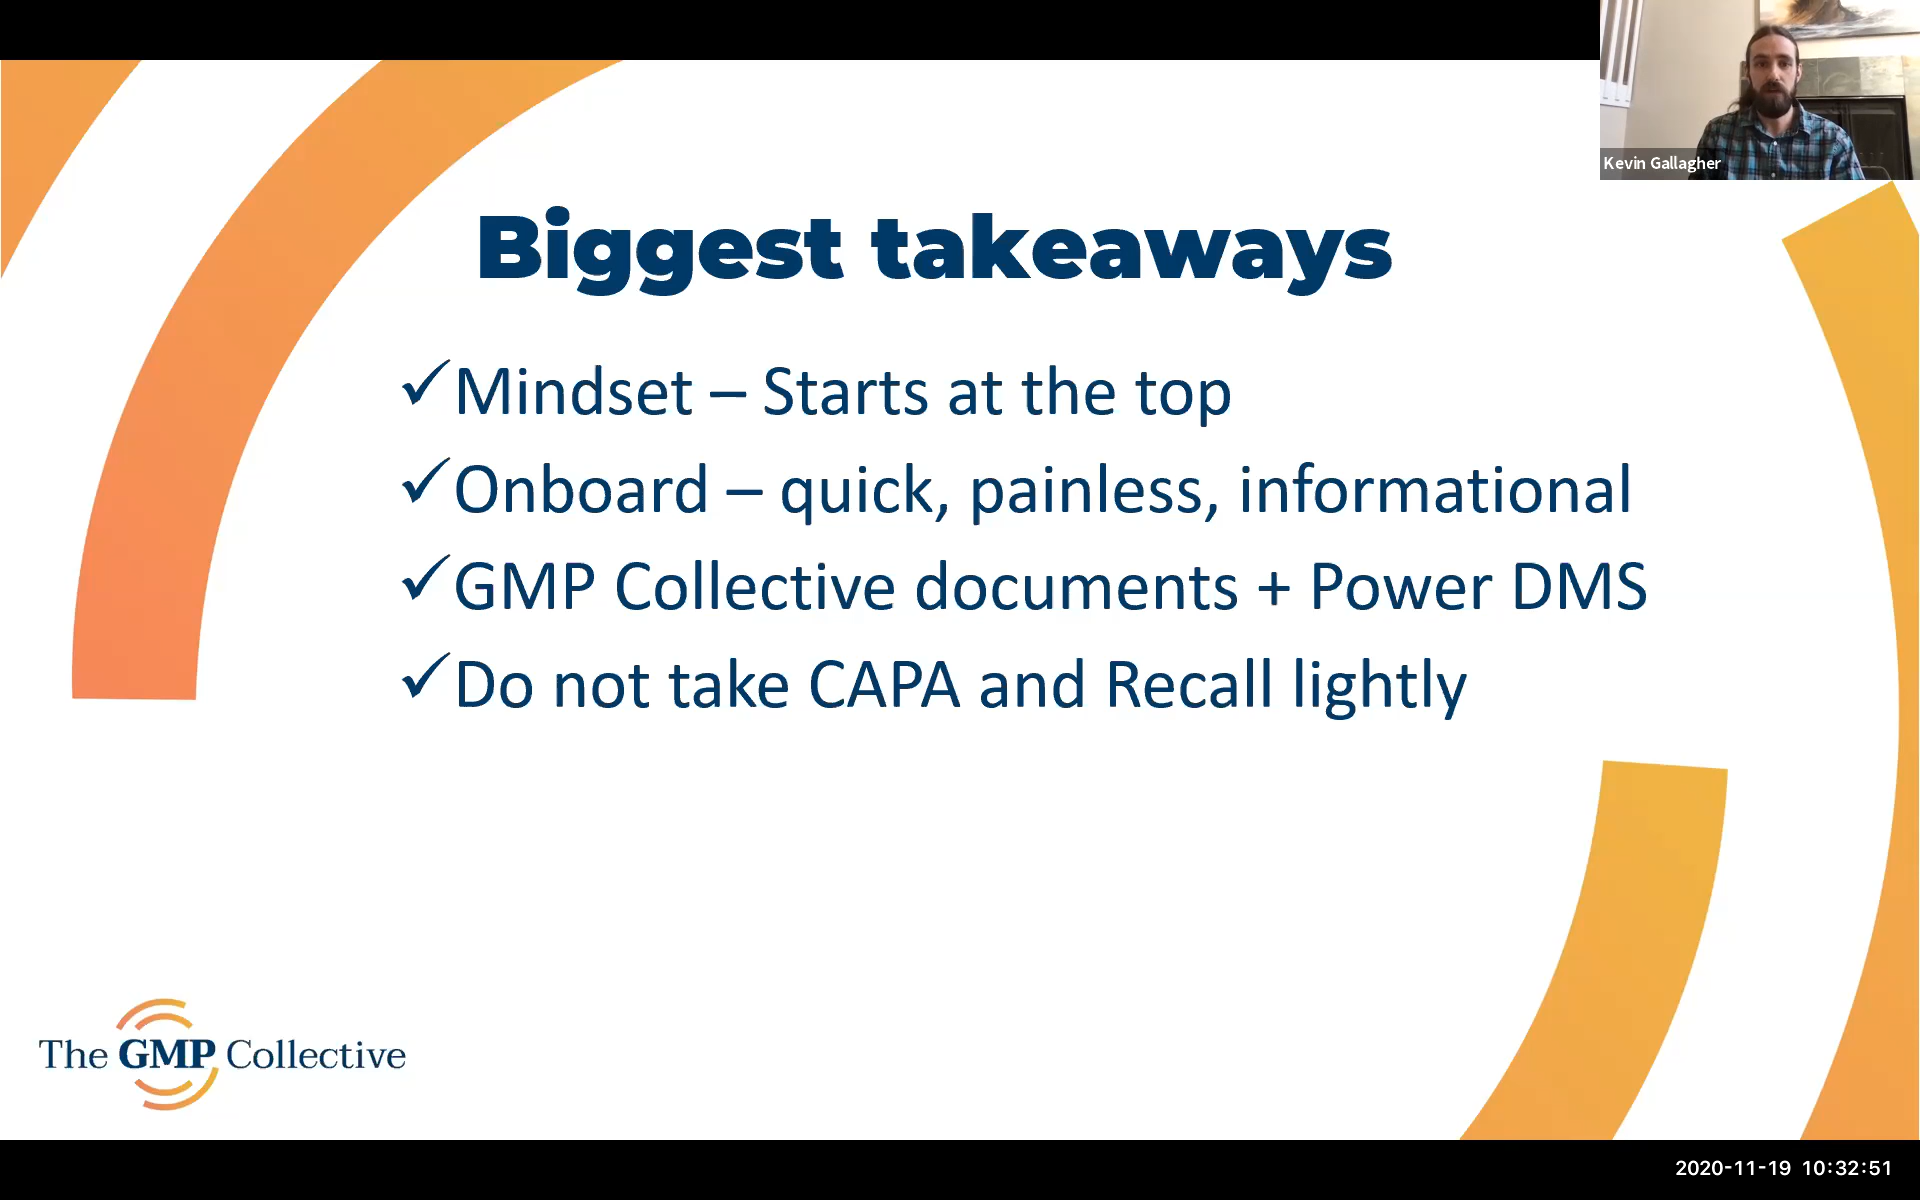 Kevin Gallagher
Biggest takeaways
✓Mindset – Starts at the top
✓Onboard – quick, painless, informational
✓GMP Collective documents + Power DMS
✓Do not take CAPA and Recall lightly
The GMP Collective
2020-11-19 10:32:51